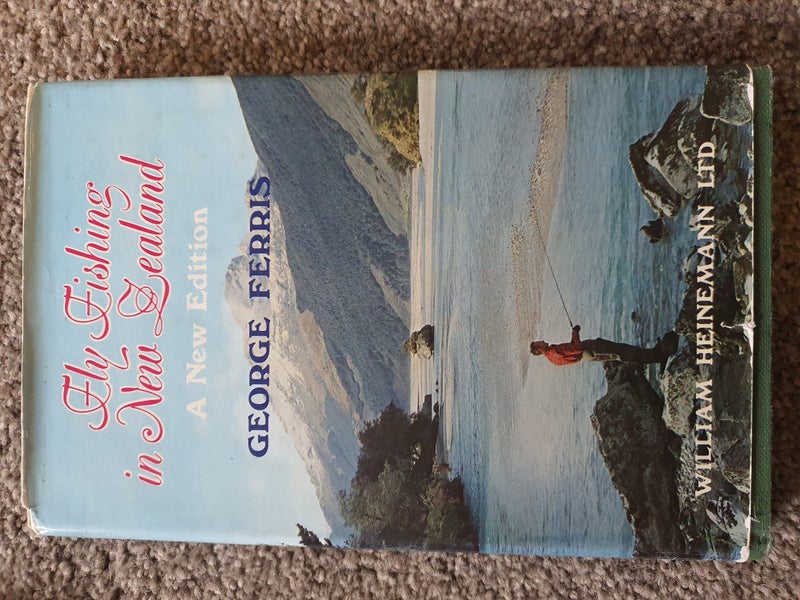 Fly Fishing
in New Zealand
A New Edition
GEORGE FERRIS
WILLIAM HEINEMANN LTD